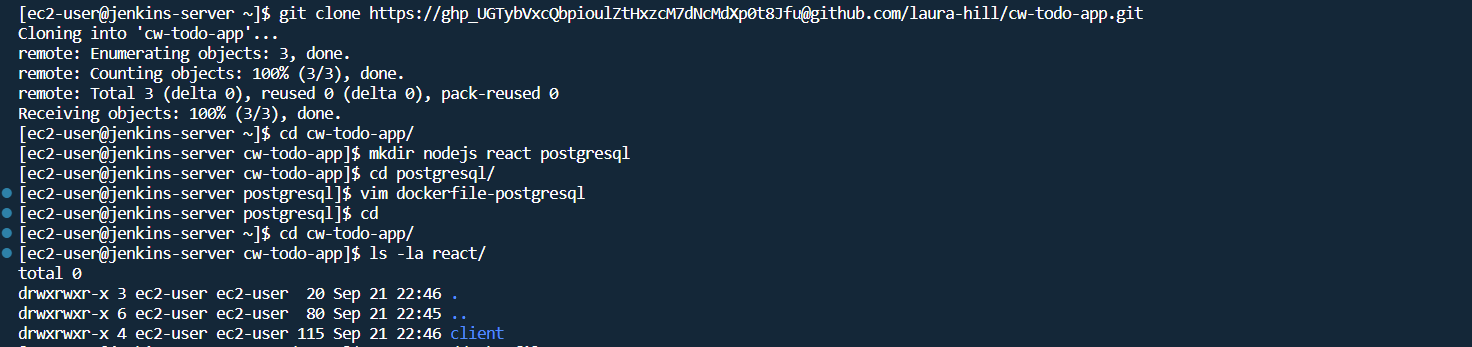 [ec2-user@jenkins-server ~]$ git clone https://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@github.com/laura-hill/cw-todo-app.git
Cloning into 'cw-todo-app'...
remote: Enumerating objects: 3, done.
remote: Counting objects: 100% (3/3), done.
remote: Total 3 (delta 0), reused 0 (delta 0), pack-reused 0
Receiving objects: 100% (3/3), done.
[ec2-user@jenkins-server ~]$ cd cw-todo-app/
[ec2-user@jenkins-server cw-todo-app]$ mkdir nodejs react postgresql
[ec2-user@jenkins-server cw-todo-app]$ cd postgresql/
[ec2-user@jenkins-server postgresql]$ vim dockerfile-postgresql
[ec2-user@jenkins-server postgresql]$ cd
[ec2-user@jenkins-server ~]$ cd cw-todo-app/
[ec2-user@jenkins-server cw-todo-app]$ ls -la react/
total 0
drwxrwxr-x 3 ec2-user ec2-user  20 Sep 21 22:46 .
drwxrwxr-x 6 ec2-user ec2-user  80 Sep 21 22:45 ..
drwxrwxr-x 4 ec2-user ec2-user 115 Sep 21 22:46 client